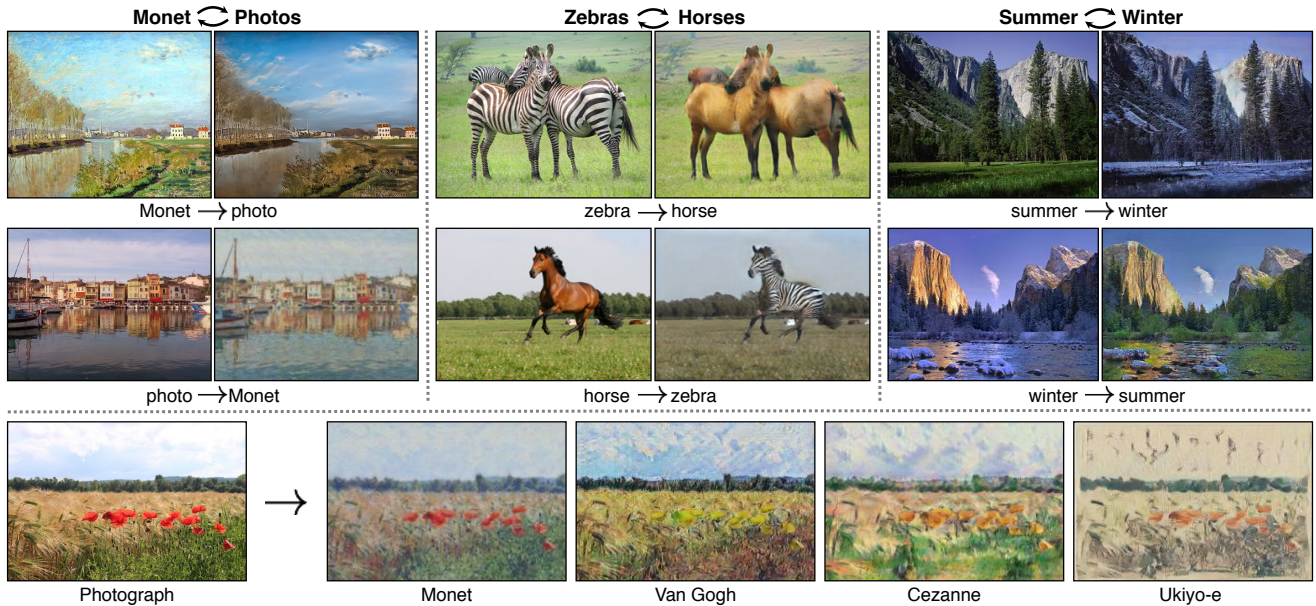 Monet Photos
Zebras Horses
Summer Winter
Monet → photo
zebra → horse
summer → winter
photo → Monet
horse → zebra
winter → summer
→
Photograph
Monet
Van Gogh
Cezanne
Ukiyo-e